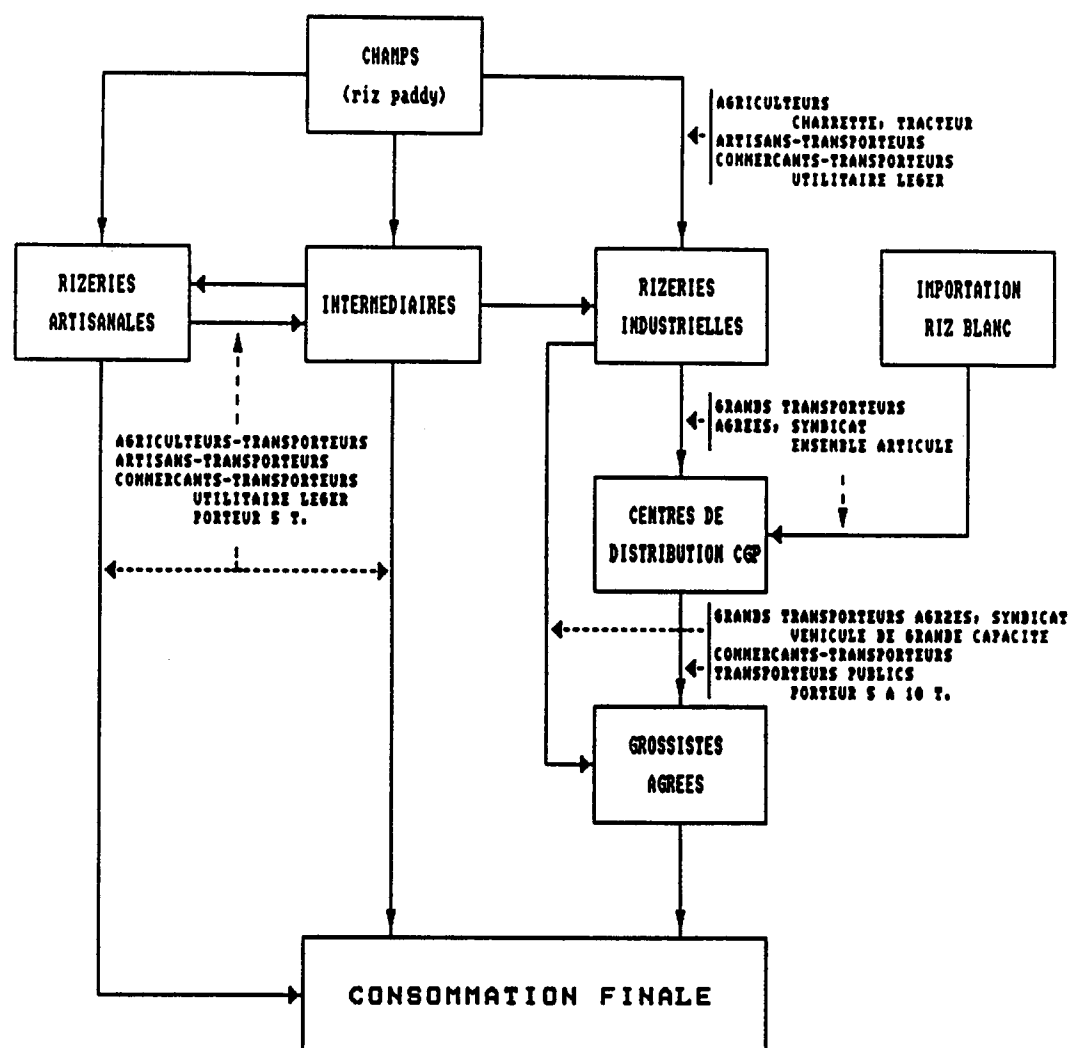 CHAMPS
(riz paddy)
AGRICULTEURS
CHARRETTE, TRACTEUR
ARTISANS-TRANSPORTEURS
COMMERCANTS-TRANSPORTEURS
UTILITAIRE LEGER
RIZERIES
ARTISANALES
INTERMEDIAIRES
RIZERIES
INDUSTRIELLES
IMPORTATION
RIZ BLANC
GRANDS TRANSPORTEURS
AGREES, SYNDICAT
ENSEMBLE ARTICULE
AGRICULTEURS-TRANSPORTEURS
ARTISANS-TRANSPORTEURS
COMMERCANTS-TRANSPORTEURS
UTILITAIRE LEGER
PORTEUR 5 T.
CENTRES DE
DISTRIBUTION CGP
GRANDS TRANSPORTEURS AGREES, SYNDICAT
VEHICULE DE GRANDE CAPACITE
COMMERCANTS-TRANSPORTEURS
TRANSPORTEURS PUBLICS
PORTEUR 5 A 10 T.
GROSSISTES
AGREES
CONSOMMATION FINALE